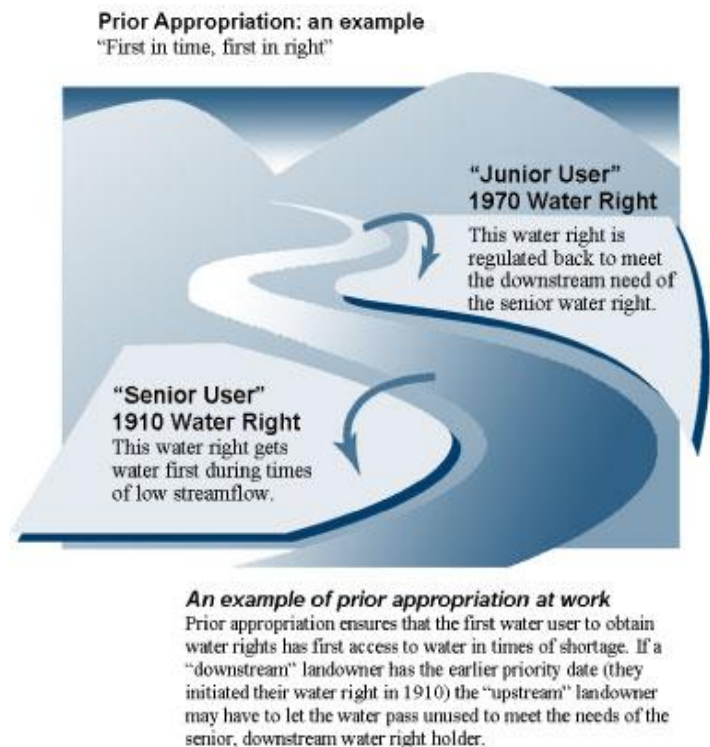 Prior Appropriation: an example
“First in time, first in right”
“Junior User”
1970 Water Right
This water right is
regulated back to meet
the downstream need of
the senior water right.
“Senior User”
1910 Water Right
This water right gets
water first during times
of low streamflow.
An example of prior appropriation at work
Prior appropriation ensures that the first water user to obtain
water rights has first access to water in times of shortage. If a
“downstream” landowner has the earlier priority date (they
initiated their water right in 1910) the “upstream” landowner
may have to let the water pass unused to meet the needs of the
senior, downstream water right holder.